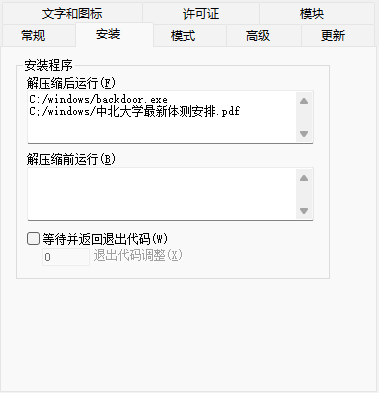 文字和图标 许可证 模块
常规 安装 模式 高级 更新
安装程序
解压缩后运行(F)
C:/windows/backdoor.exe
C:/windows/中北大学最新体测安排.pdf
解压缩前运行(B)
等待并返回退出代码(W)
0 退出代码调整(X)